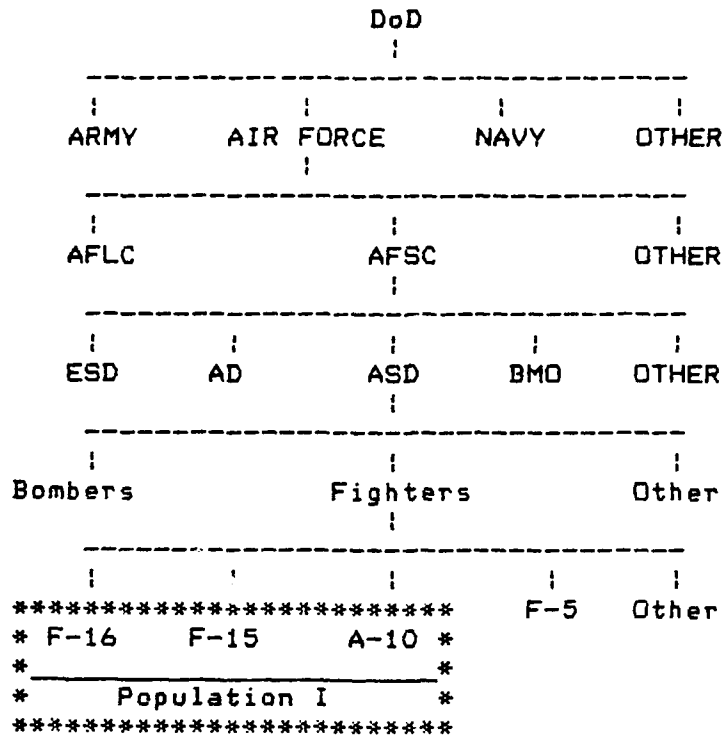 DoD
ARMY AIR FORCE NAVY OTHER
AFLC AFSC OTHER
ESD AD ASD BMO OTHER
Bombers Fighters Other
************************* F-5 Other
* F-16 F-15 A-10 *
* *
* Population I *
*************************